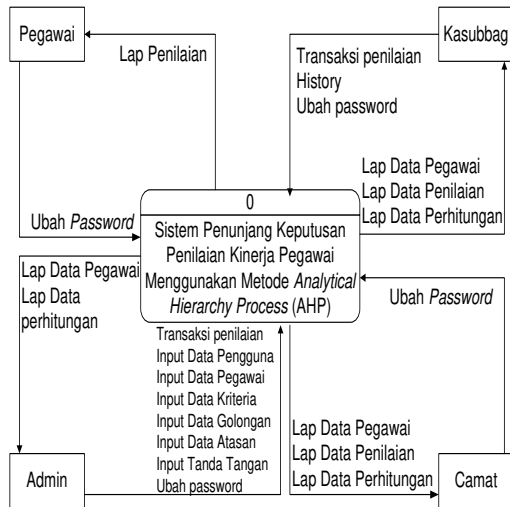 Pegawai
Kasubbag
Lap Penilaian
Transaksi penilaian
History
Ubah password
Lap Data Pegawai
Lap Data Penilaian
Lap Data Perhitungan
Ubah Password
0
Sistem Penunjang Keputusan
Penilaian Kinerja Pegawai
Menggunakan Metode Analytical
Hierarchy Process (AHP)
Lap Data Pegawai
Lap Data
perhitungan
Ubah Password
Transaksi penilaian
Input Data Pengguna
Input Data Pegawai
Input Data Kriteria
Input Data Golongan
Input Data Atasan
Input Tanda Tangan
Ubah password
Lap Data Pegawai
Lap Data Penilaian
Lap Data Perhitungan
Admin
Camat